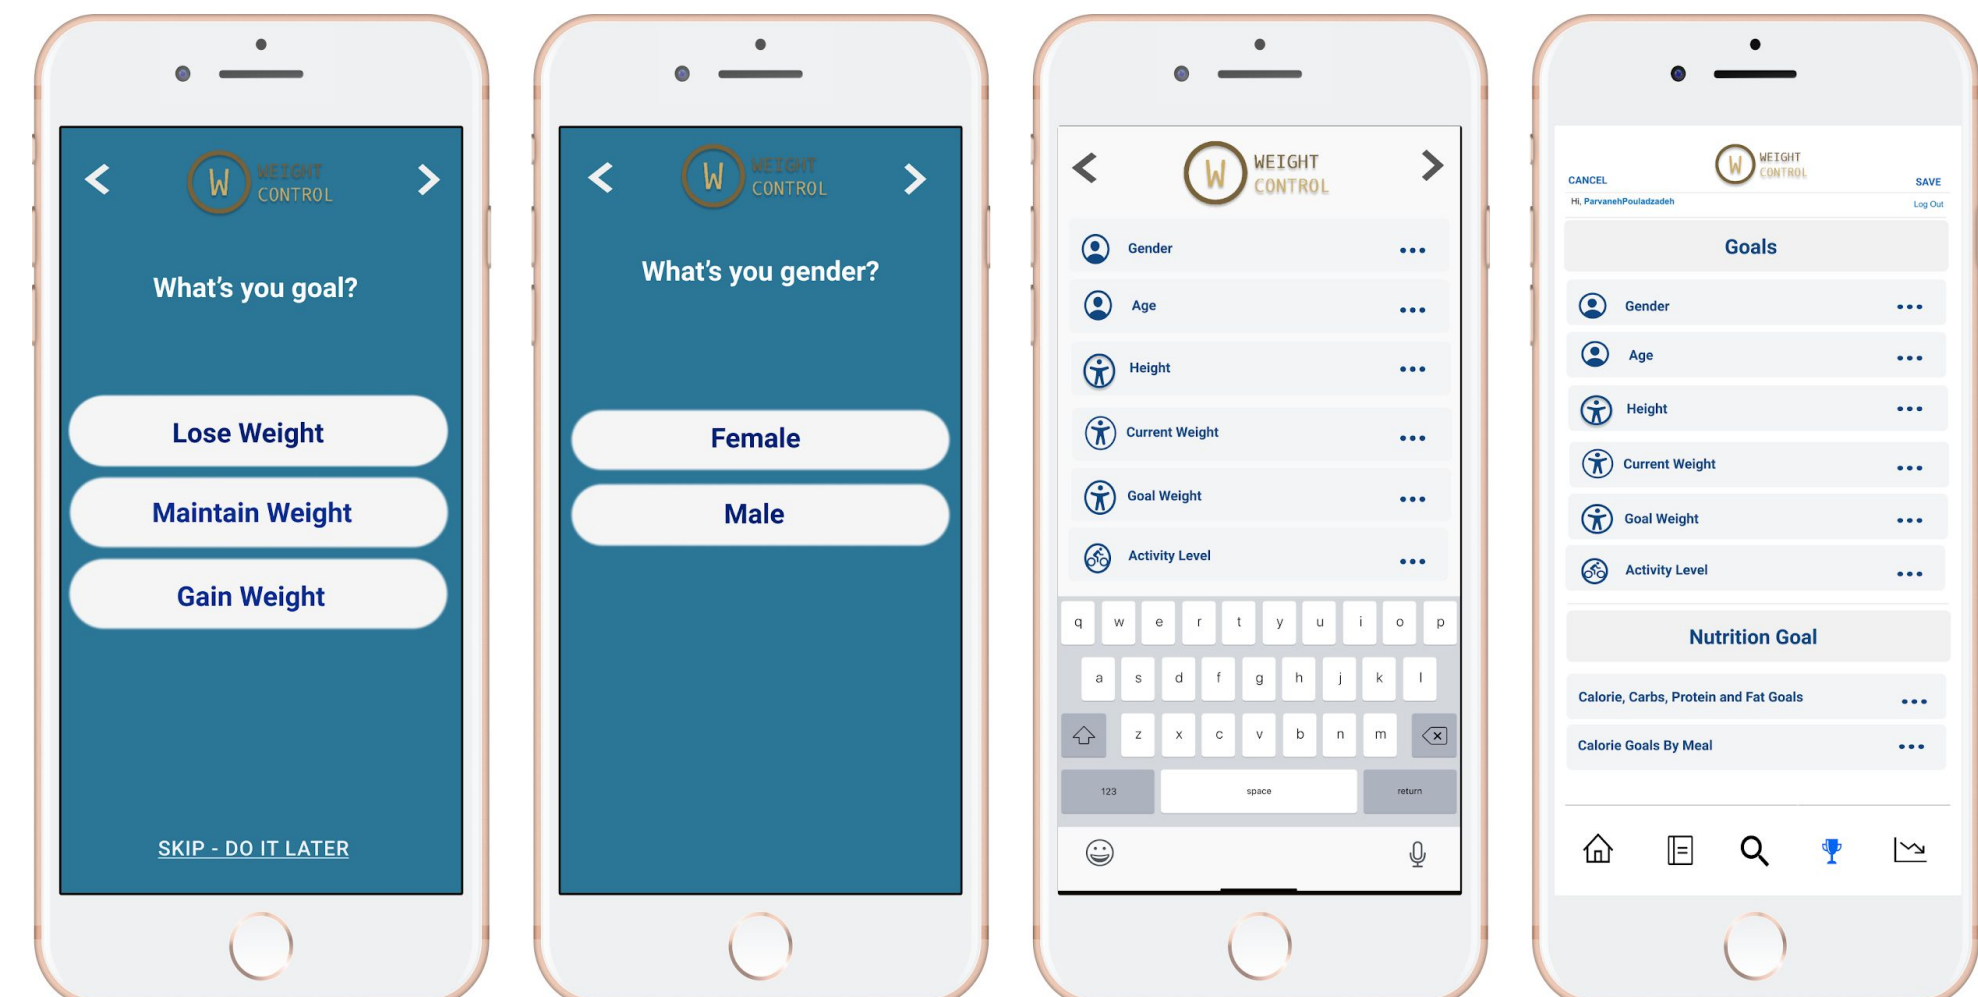 W
WEIGHT
CONTROL
What's you goal?
Lose Weight
Maintain Weight
Gain Weight
SKIP - DO IT LATER
W
WEIGHT
CONTROL
What's you gender?
Female
Male
W
WEIGHT
CONTROL
Gender
Age
Height
Current Weight
Goal Weight
Activity Level
q w e r t y u i o p
a s d f g h j k l
z x c v b n m
123 space return
W
WEIGHT
CONTROL
CANCEL SAVE
Hi, ParvanehPouladzadeh Log Out
Goals
Gender
Age
Height
Current Weight
Goal Weight
Activity Level
Nutrition Goal
Calorie, Carbs, Protein and Fat Goals
Calorie Goals By Meal